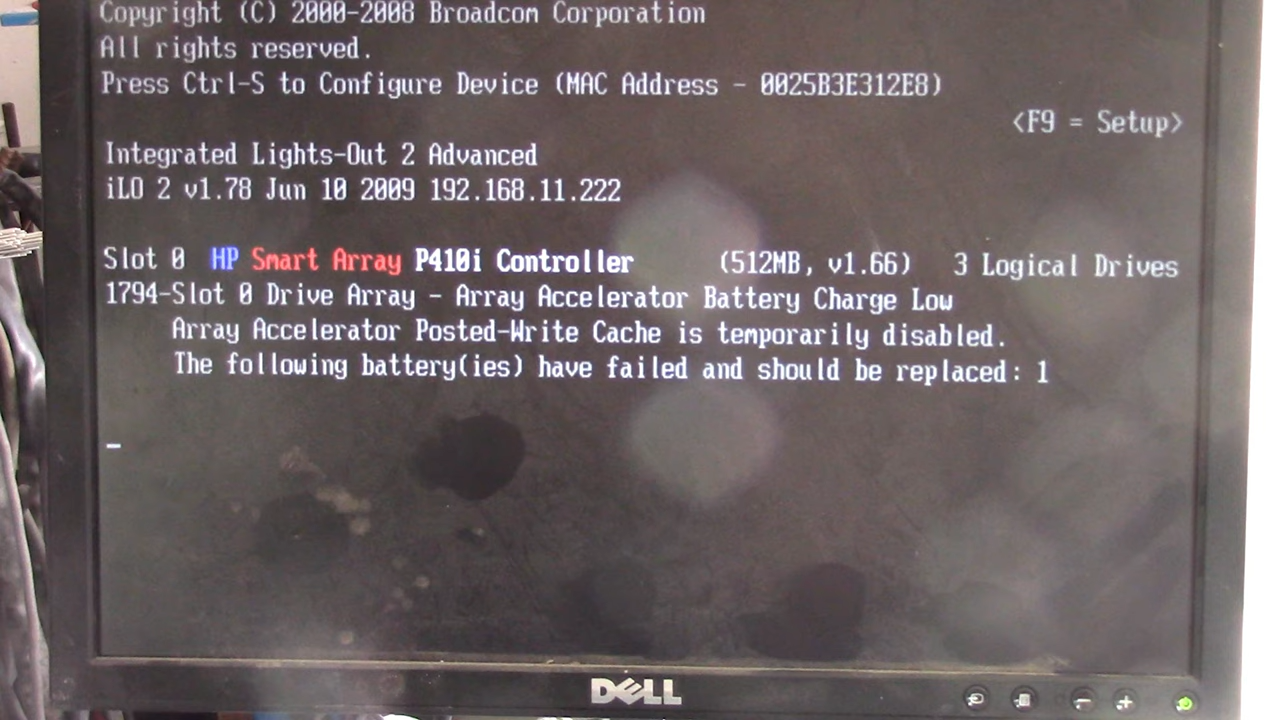 Copyright (C) 2000-2008 Broadcom Corporation
All rights reserved.
Press Ctrl-S to Configure Device (MAC Address - 0025B3E312E8)
<F9 = Setup>
Integrated Lights-Out 2 Advanced
iLO 2 v1.78 Jun 10 2009 192.168.11.222
Slot 0 HP Smart Array P410i Controller (512MB, v1.66) 3 Logical Drives
1794-Slot 0 Drive Array - Array Accelerator Battery Charge Low
Array Accelerator Posted-Write Cache is temporarily disabled.
The following battery(ies) have failed and should be replaced: 1
DELL